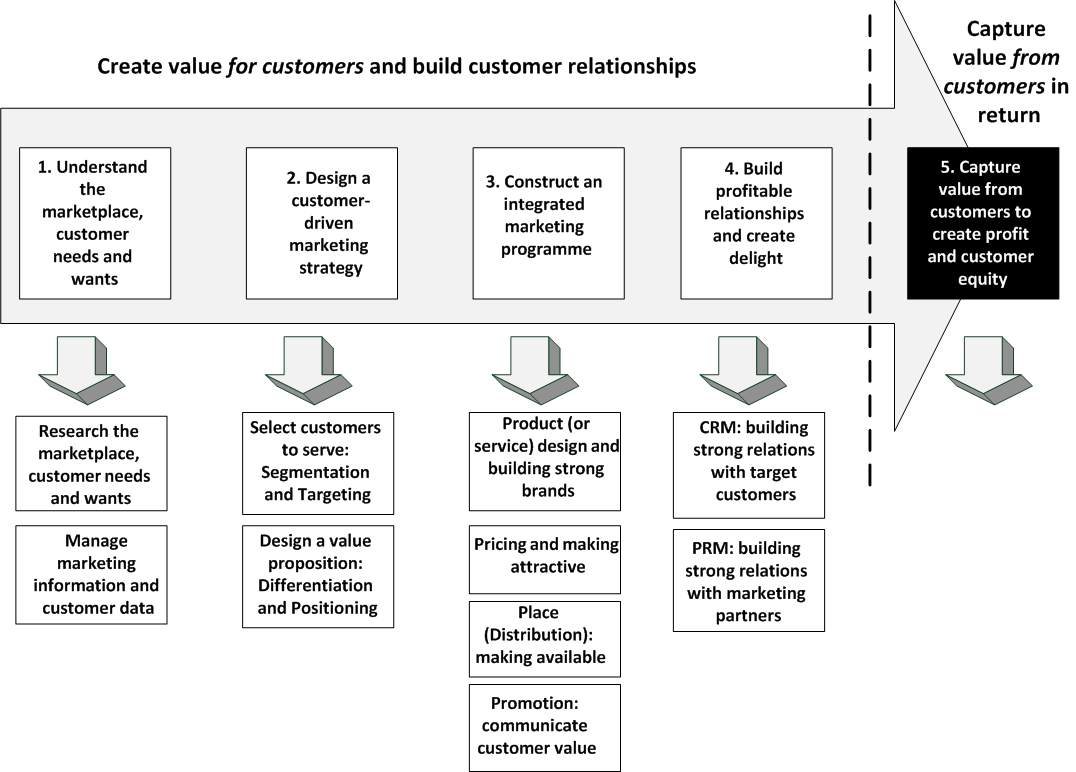 Create value for customers and build customer relationships
Capture
value from
customers in
return
1. Understand
the
marketplace,
customer
needs and
wants
2. Design a
customer-
driven
marketing
strategy
3. Construct an
integrated
marketing
programme
4. Build
profitable
relationships
and create
delight
5. Capture
value from
customers to
create profit
and customer
equity
Research the
marketplace,
customer needs
and wants
Manage
marketing
information and
customer data
Select customers
to serve:
Segmentation
and Targeting
Design a value
proposition:
Differentiation
and Positioning
Product (or
service) design and
building strong
brands
Pricing and making
attractive
Place
(Distribution):
making available
Promotion:
communicate
customer value
CRM: building
strong relations
with target
customers
PRM: building
strong relations
with marketing
partners